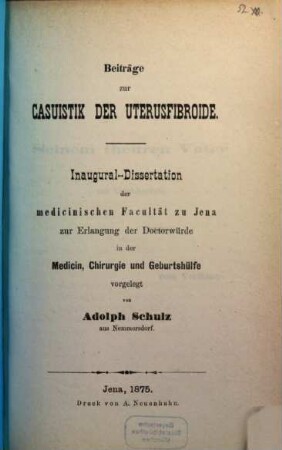 Beiträge
zur
CASUISTIK DER UTERUSFIBROIDE.
Inaugural-Dissertation
der
medicinischen Facultät zu Jena
zur Erlangung der Doctorwürde
in der
Medicin, Chirurgie und Geburtshülfe
vorgelegt
von
Adolph Schulz
aus Nemmersdorf.
Jena, 1875.
Druck von A. Neuenhahn.